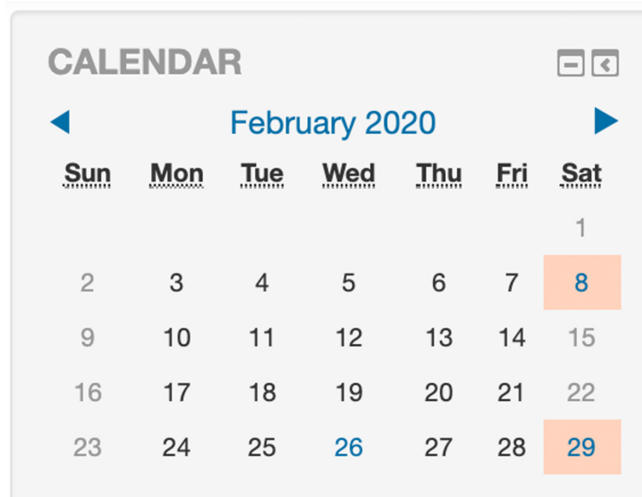 CALENDAR
February 2020
Sun Mon Tue Wed Thu Fri Sat
1
2 3 4 5 6 7 8
9 10 11 12 13 14 15
16 17 18 19 20 21 22
23 24 25 26 27 28 29